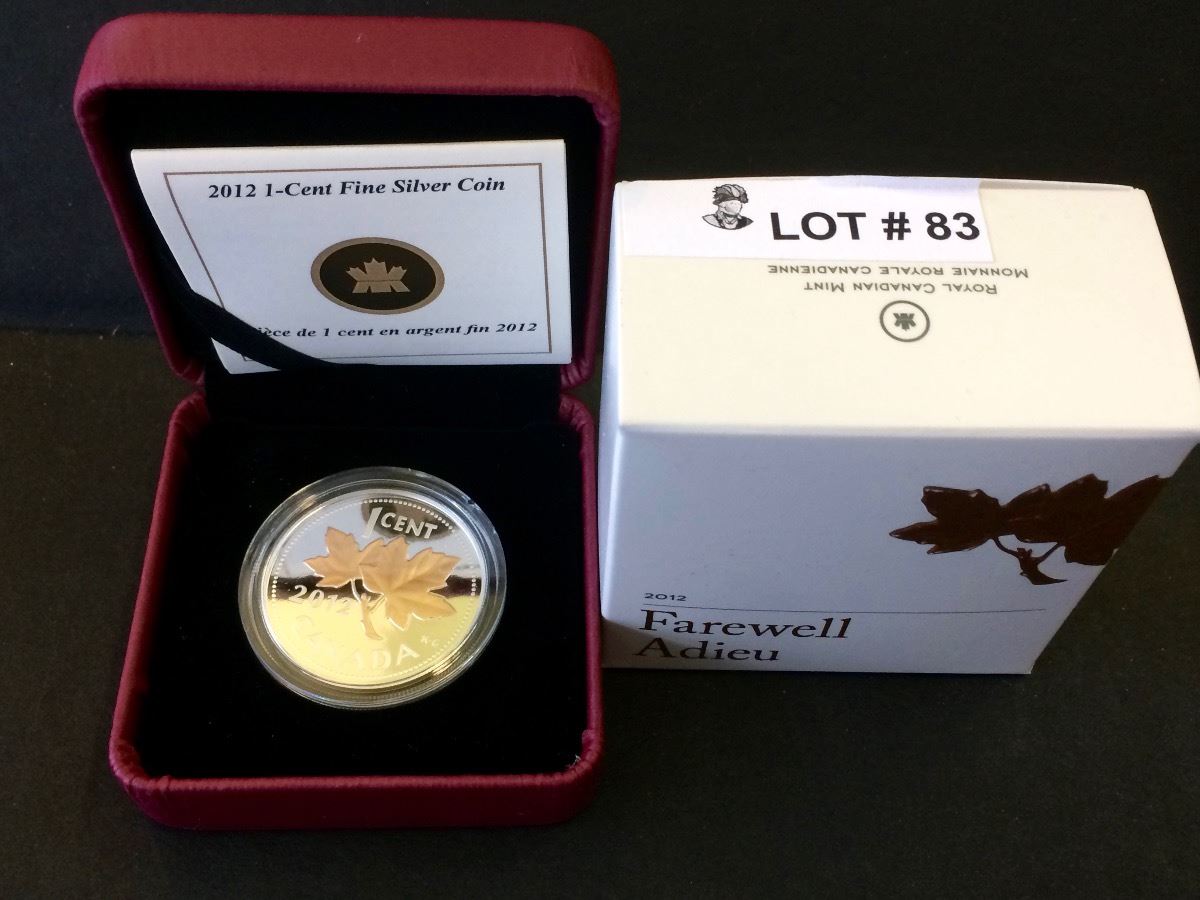 2012 1-Cent Fine Silver Coin
de 1 cent en argent fin 2012
1 CENT
2012
CANADA
KG
LOT # 83
ROYAL CANADIAN MINT
MONNAIE ROYALE CANADIENNE
2012
Farewell
Adieu